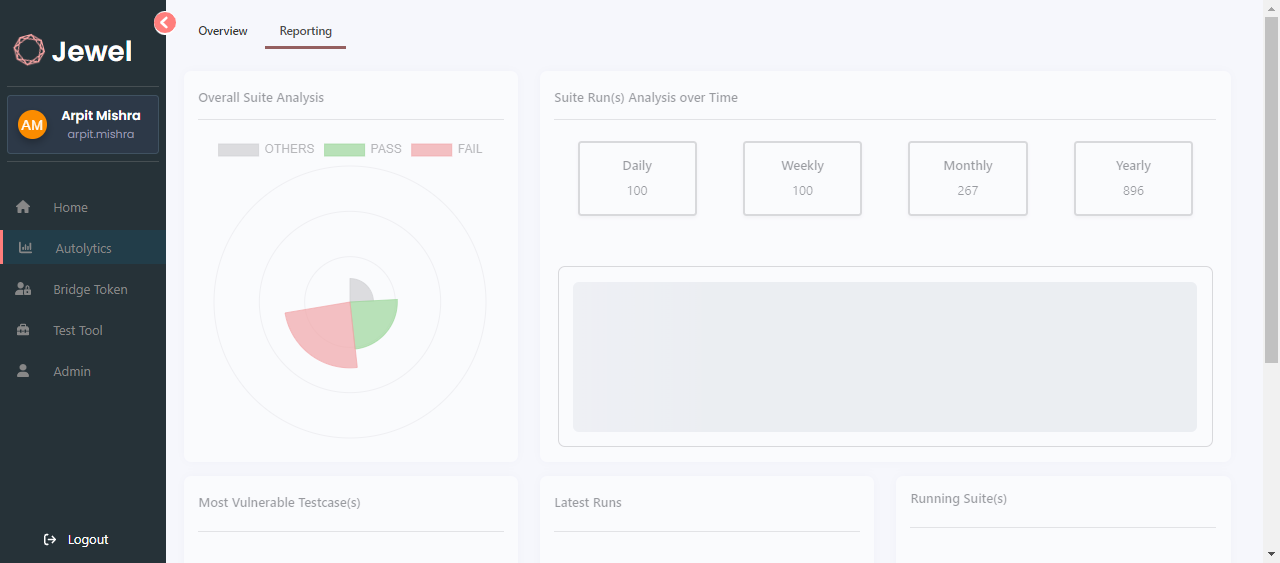 Jewel
AM
Arpit Mishra
arpit.mishra
Home
Autolytics
Bridge Token
Test Tool
Admin
Logout
Overview Reporting
Overall Suite Analysis
OTHERS PASS FAIL
Suite Run(s) Analysis over Time
Daily Weekly Monthly Yearly
100 100 267 896
Most Vulnerable Testcase(s)
Latest Runs
Running Suite(s)